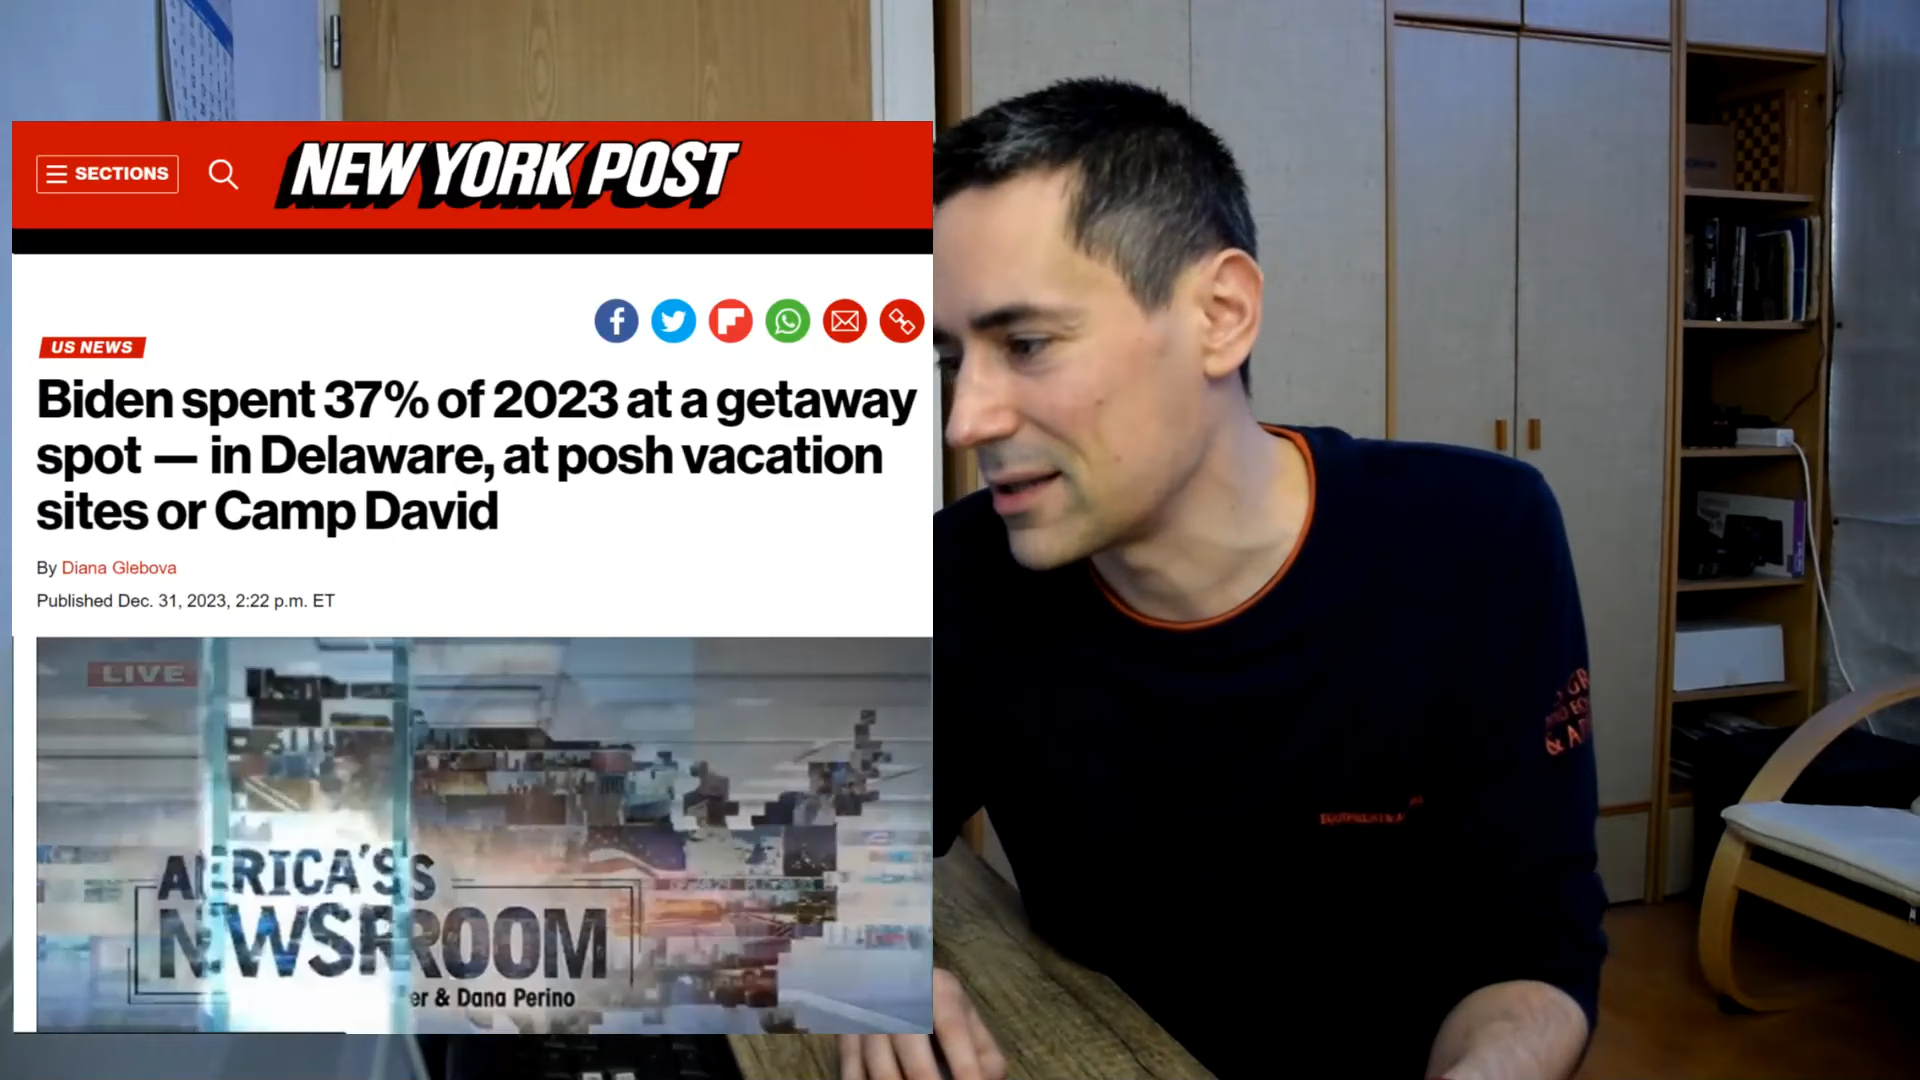 SECTIONS
NEW YORK POST
US NEWS
Biden spent 37% of 2023 at a getaway
spot — in Delaware, at posh vacation
sites or Camp David
By Diana Glebova
Published Dec. 31, 2023, 2:22 p.m. ET
LIVE
er & Dana Perino
& A